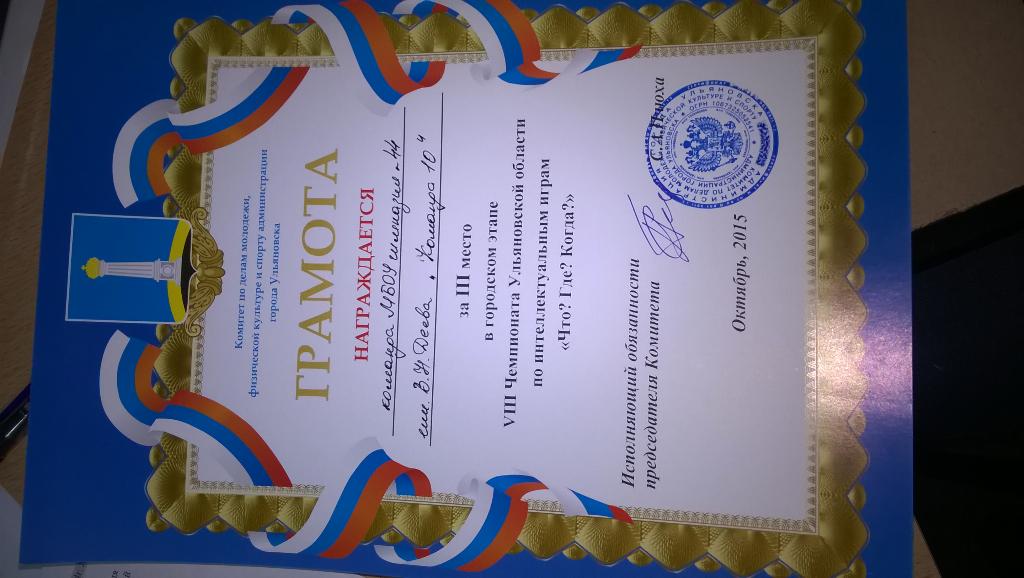 Комитет по делам молодежи,
физической культуре и спорту администрации
города Ульяновска
ГРАМОТА
НАГРАЖДАЕТСЯ
команда МБОУ гимназия № 44
им. В.Н. Деева „Команда 10"
за III место
в городском этапе
VIII Чемпионата Ульяновской области
по интеллектуальным играм
«Что? Где? Когда?»
Исполняющий обязанности
председателя Комитета
Октябрь, 2015